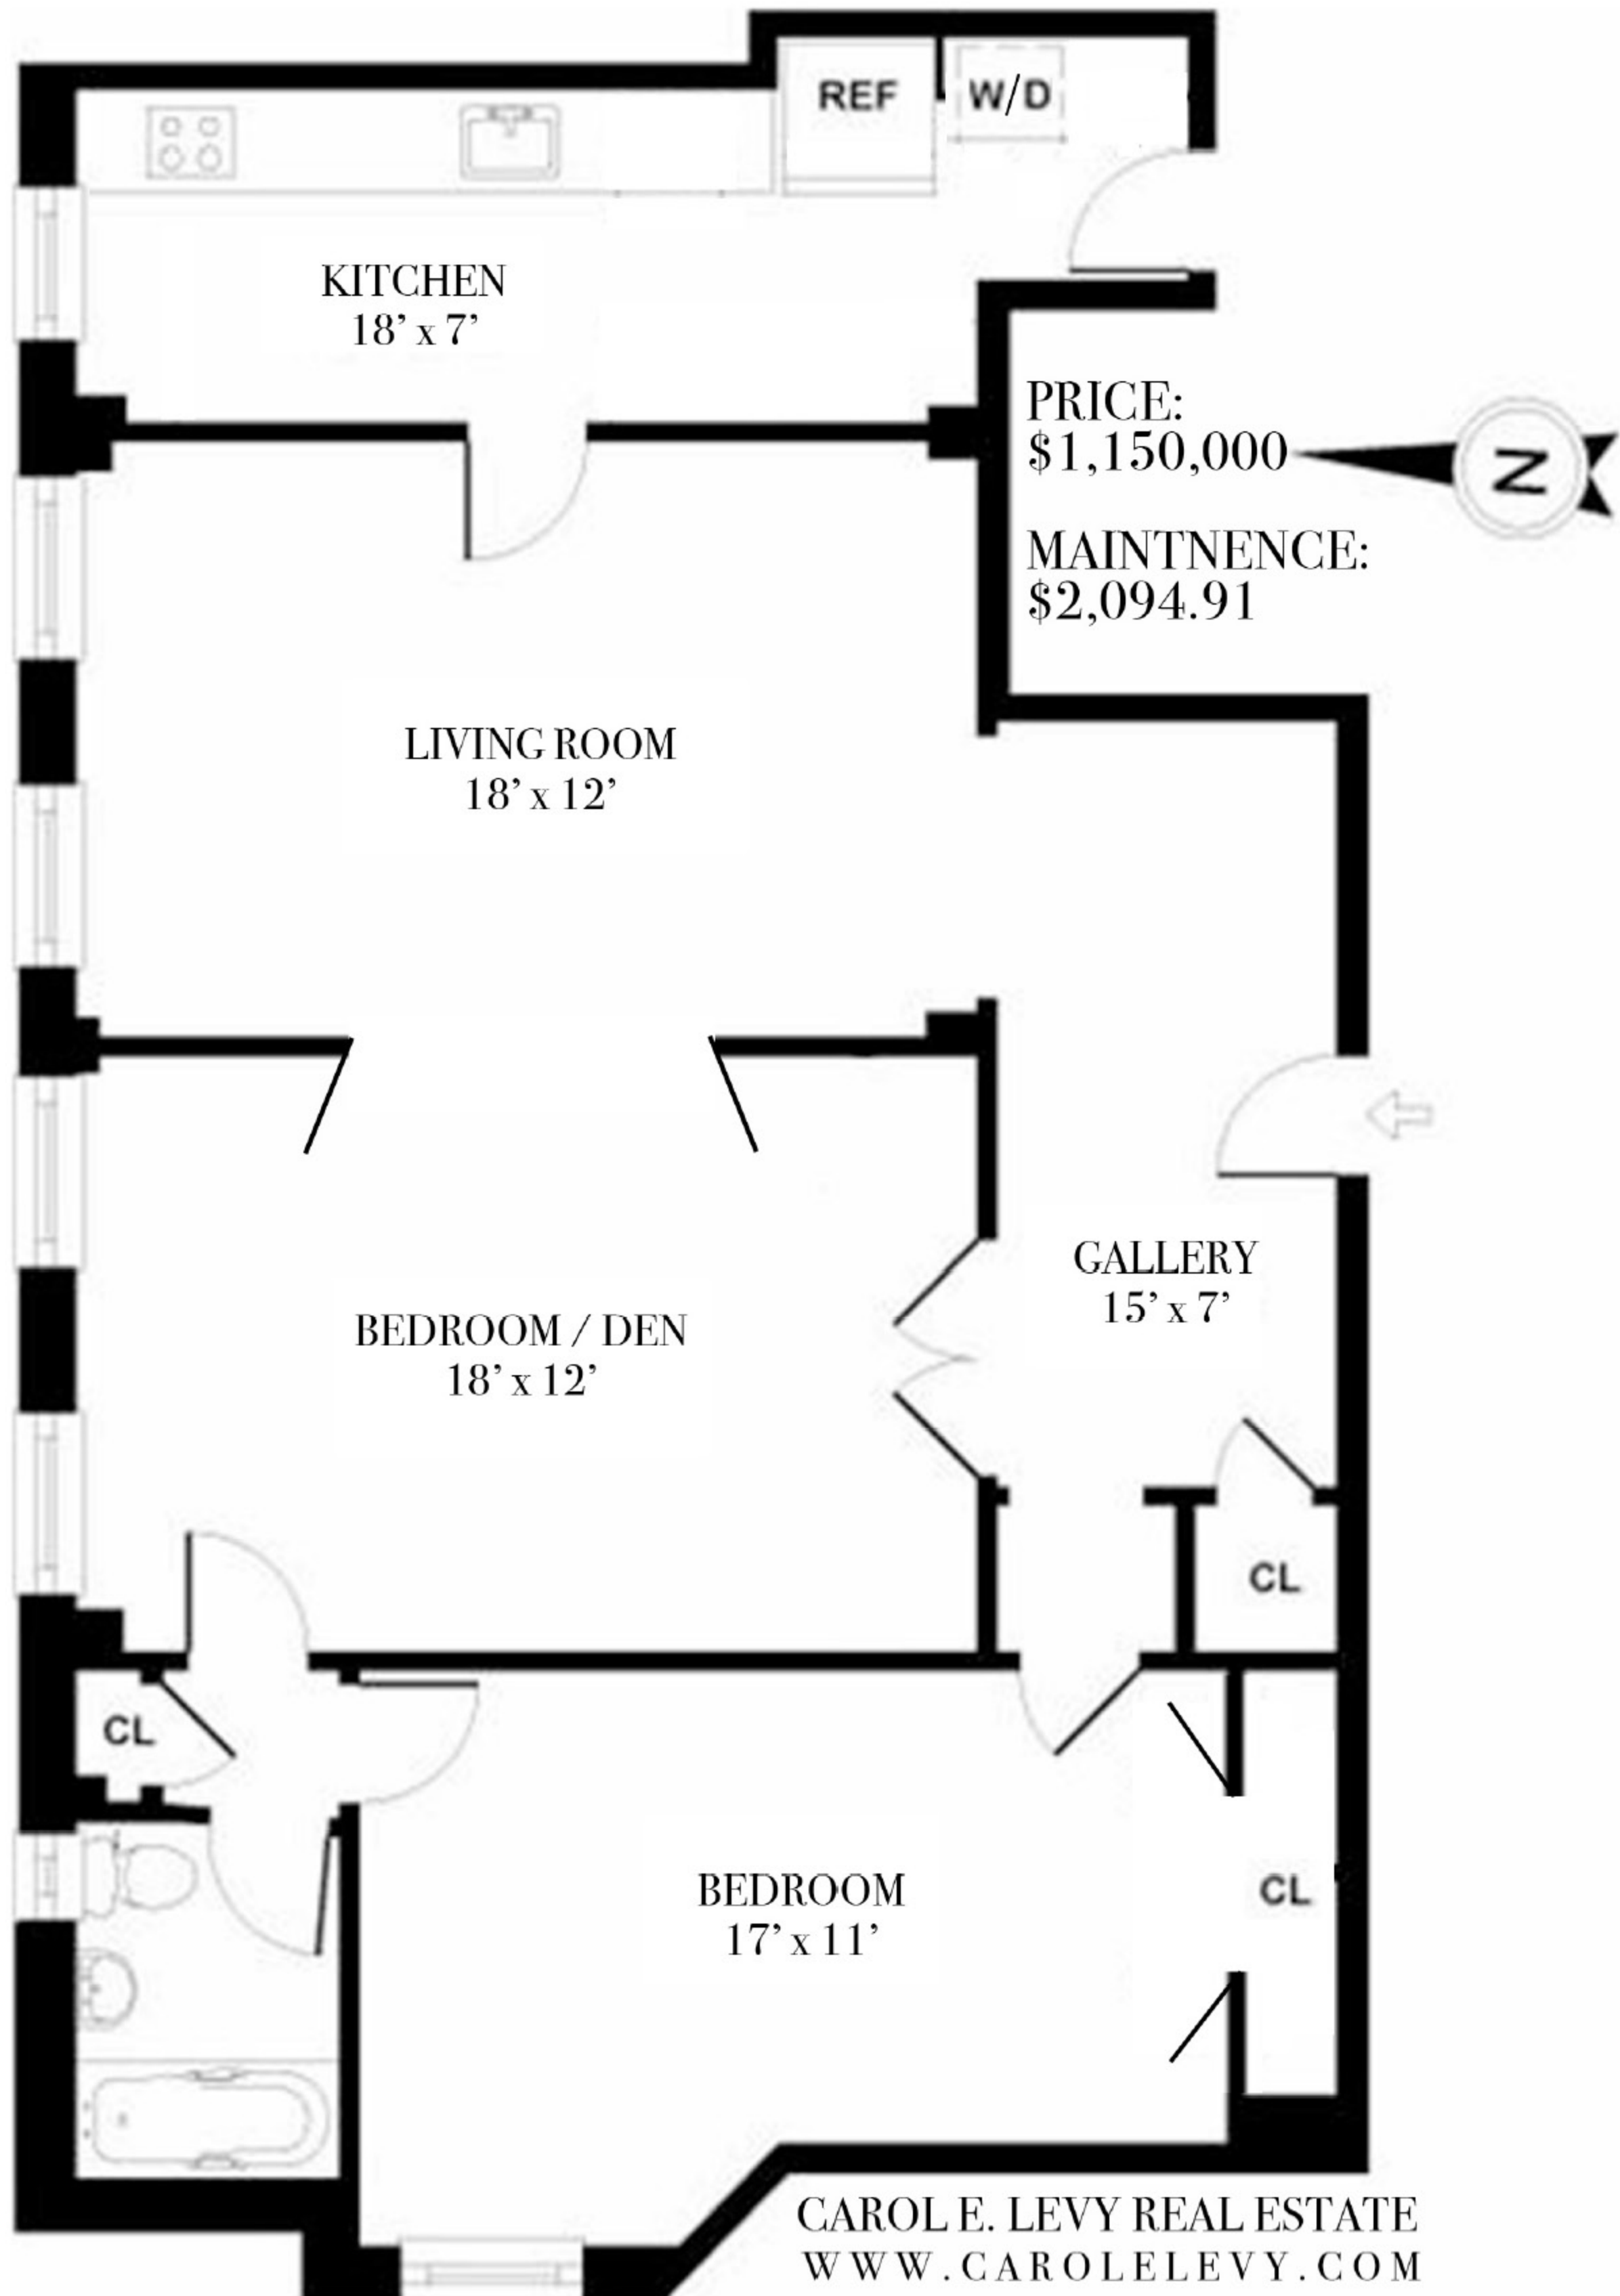 REF
W/D
KITCHEN
18’ x 7’
PRICE:
$1,150,000
N
MAINTNENCE:
$2,094.91
LIVING ROOM
18’ x 12’
GALLERY
15’ x 7’
BEDROOM / DEN
18’ x 12’
CL
CL
BEDROOM
17’ x 11’
CL
CAROL E. LEVY REAL ESTATE
WWW.CAROLELEVY.COM